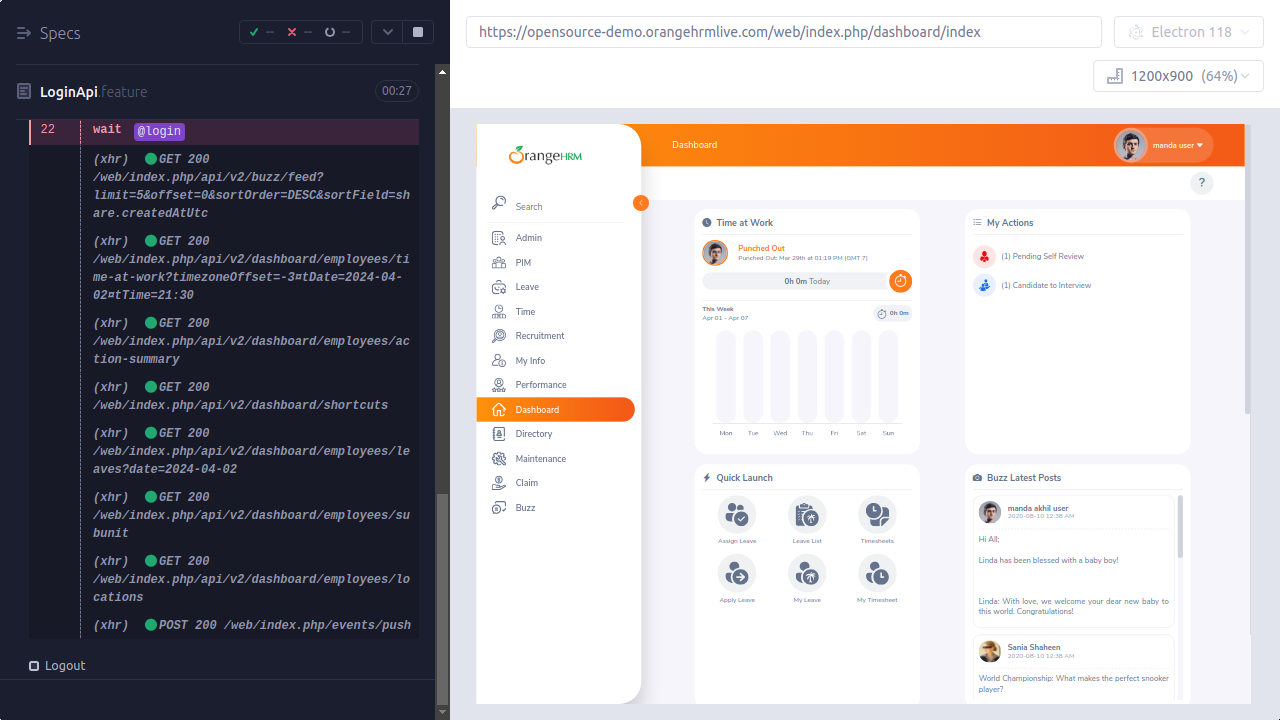 Specs
-- -- --
LoginApi.feature
00:27
22 wait @login
(xhr) GET 200
/web/index.php/api/v2/buzz/feed?
limit=5&offset=0&sortOrder=DESC&sortField=sh
are.createdAtUtc
(xhr) GET 200
/web/index.php/api/v2/dashboard/employees/ti
me-at-work?timezoneOffset=-3¤tDate=2024-04-
02¤tTime=21:30
(xhr) GET 200
/web/index.php/api/v2/dashboard/employees/ac
tion-summary
(xhr) GET 200
/web/index.php/api/v2/dashboard/shortcuts
(xhr) GET 200
/web/index.php/api/v2/dashboard/employees/le
aves?date=2024-04-02
(xhr) GET 200
/web/index.php/api/v2/dashboard/employees/su
bunit
(xhr) GET 200
/web/index.php/api/v2/dashboard/employees/lo
cations
(xhr) POST 200 /web/index.php/events/push
Logout
https://opensource-demo.orangehrmlive.com/web/index.php/dashboard/index
Electron 118
1200x900 (64%)
OrangeHRM
Search
Admin
PIM
Leave
Time
Recruitment
My Info
Performance
Dashboard
Directory
Maintenance
Claim
Buzz
Dashboard
manda user
?
Time at Work
Punched Out
Punched Out: Mar 29th at 01:19 PM (GMT 7)
0h 0m Today
This Week
Apr 01 - Apr 07
0h 0m
Mon Tue Wed Thu Fri Sat Sun
My Actions
(1) Pending Self Review
(1) Candidate to Interview
Quick Launch
Assign Leave
Leave List
Timesheets
Apply Leave
My Leave
My Timesheet
Buzz Latest Posts
manda akhil user
2020-08-10 12:38 AM
Hi All;
Linda has been blessed with a baby boy!
Linda: With love, we welcome your dear new baby to
this world. Congratulations!
Sania Shaheen
2020-08-10 12:38 AM
World Championship: What makes the perfect snooker
player?